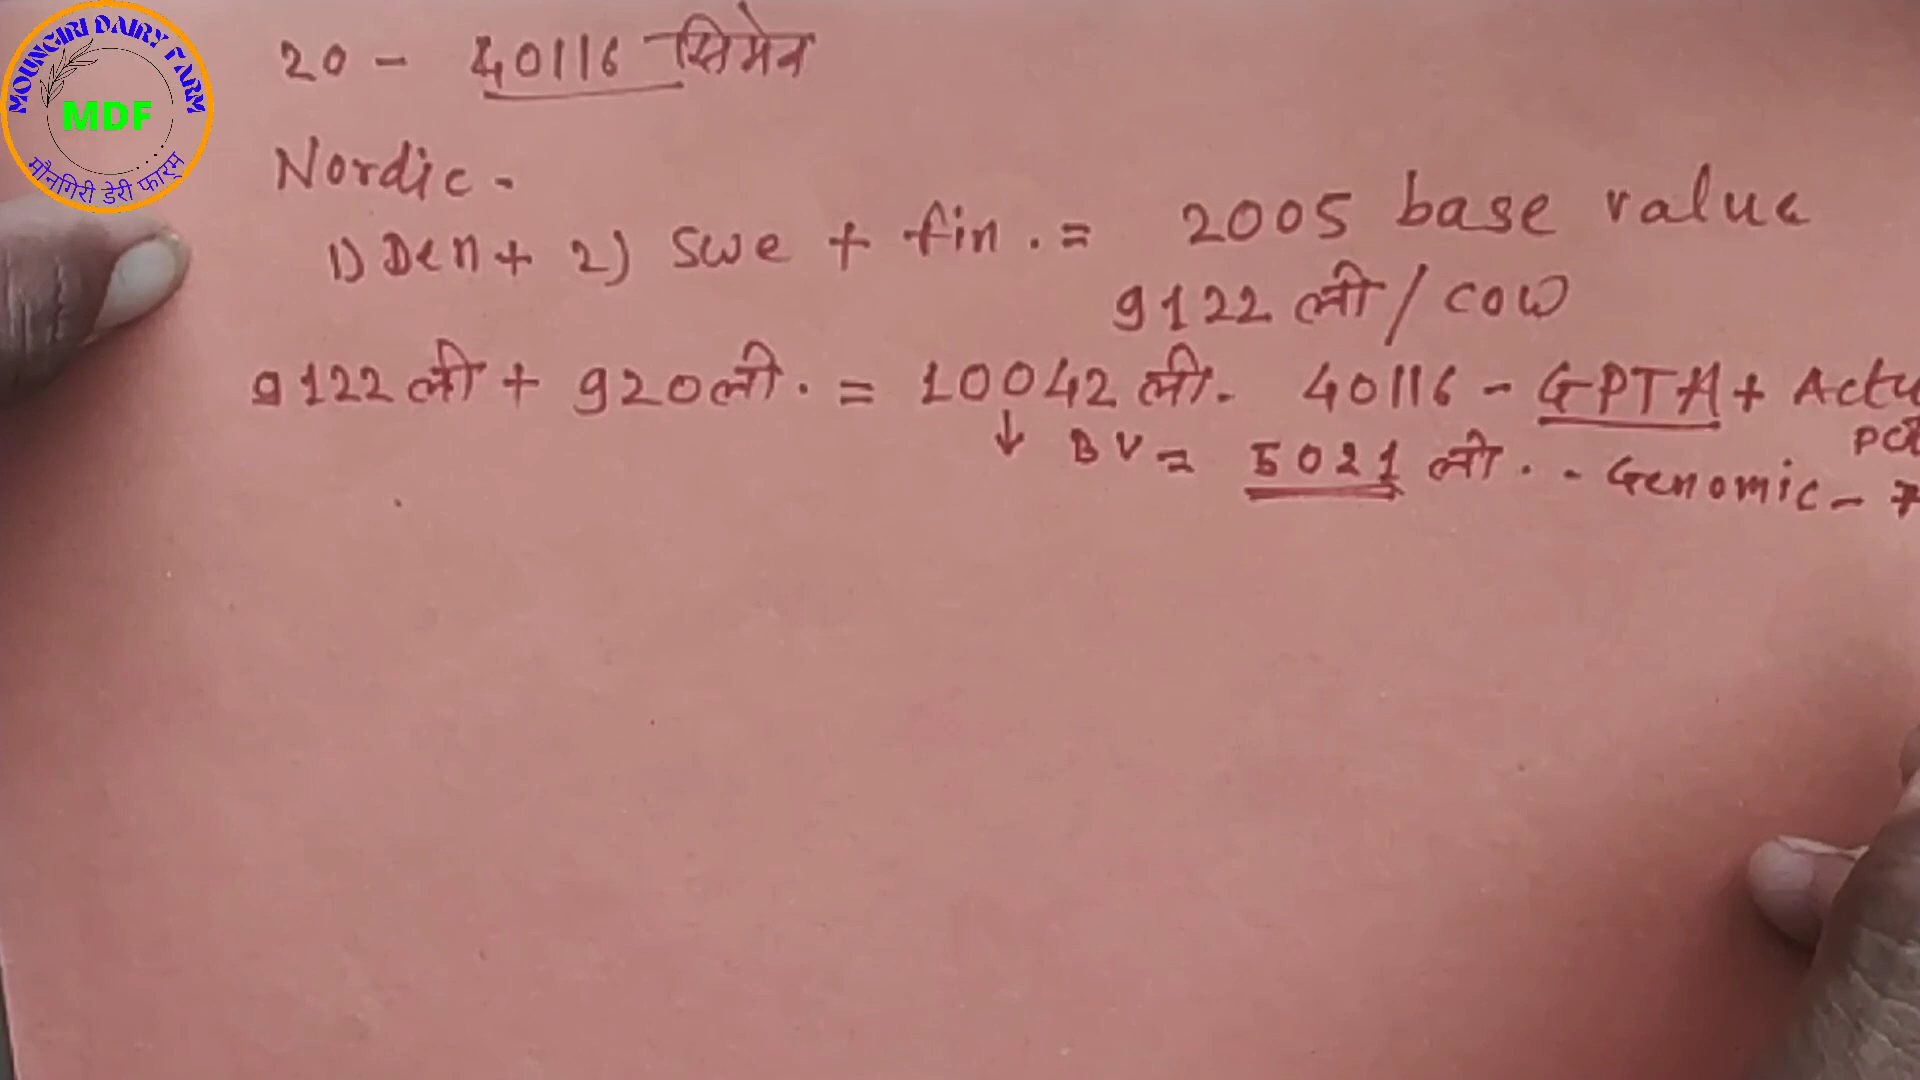 MOUNGIRI DAIRY FARM
MDF
मौनगिरी डेरी फार्म
20 - 40116 सिमेन
Nordic -
1) Den + 2) Swe + fin . = 2005 base value
9122 ली / cow
9122 ली + 920 ली . = 10042 ली . 40116 - GPTA + Actu
↓ BV = 5021 ली . . - Genomic -